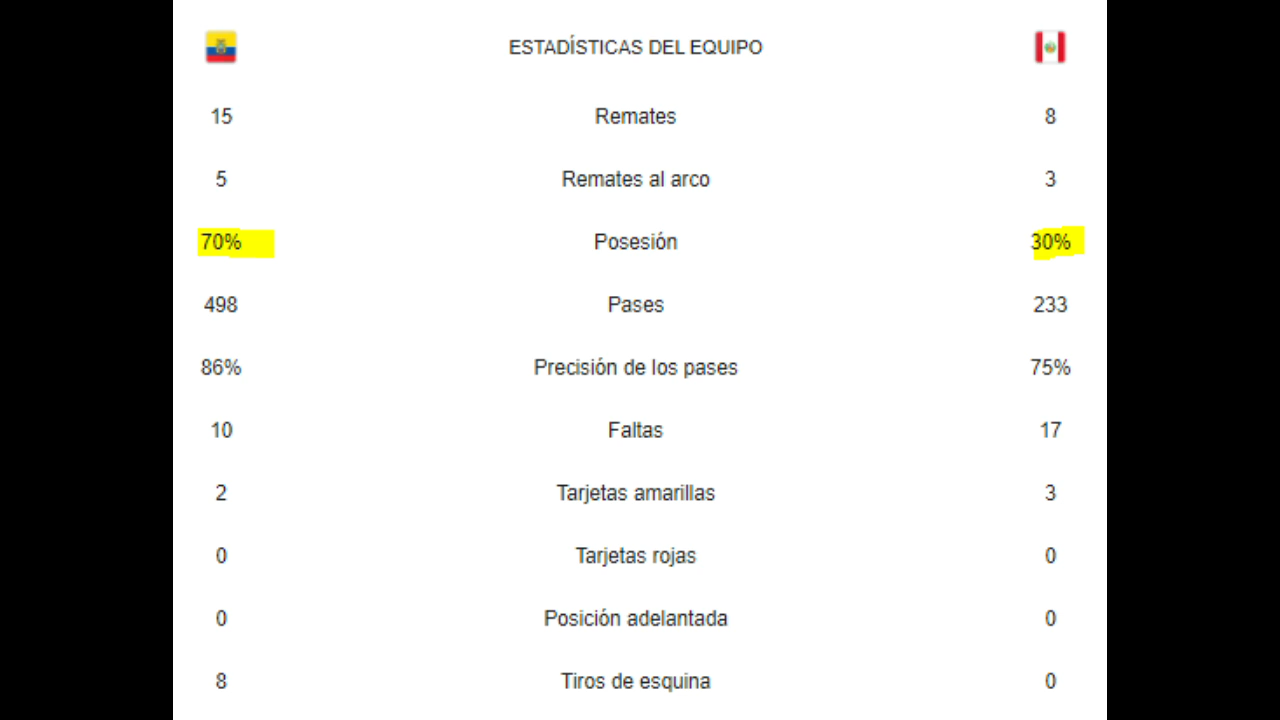 ESTADÍSTICAS DEL EQUIPO
15 Remates 8
5 Remates al arco 3
70% Posesión 30%
498 Pases 233
86% Precisión de los pases 75%
10 Faltas 17
2 Tarjetas amarillas 3
0 Tarjetas rojas 0
0 Posición adelantada 0
8 Tiros de esquina 0